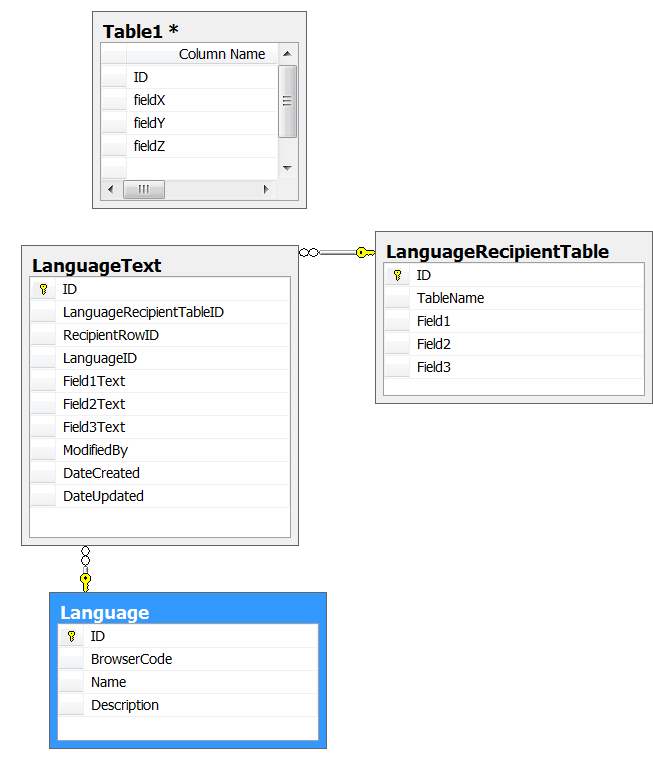 Table1 *
Column Name
ID
fieldX
fieldY
fieldZ
LanguageText
ID
LanguageRecipientTableID
RecipientRowID
LanguageID
Field1Text
Field2Text
Field3Text
ModifiedBy
DateCreated
DateUpdated
LanguageRecipientTable
ID
TableName
Field1
Field2
Field3
Language
ID
BrowserCode
Name
Description